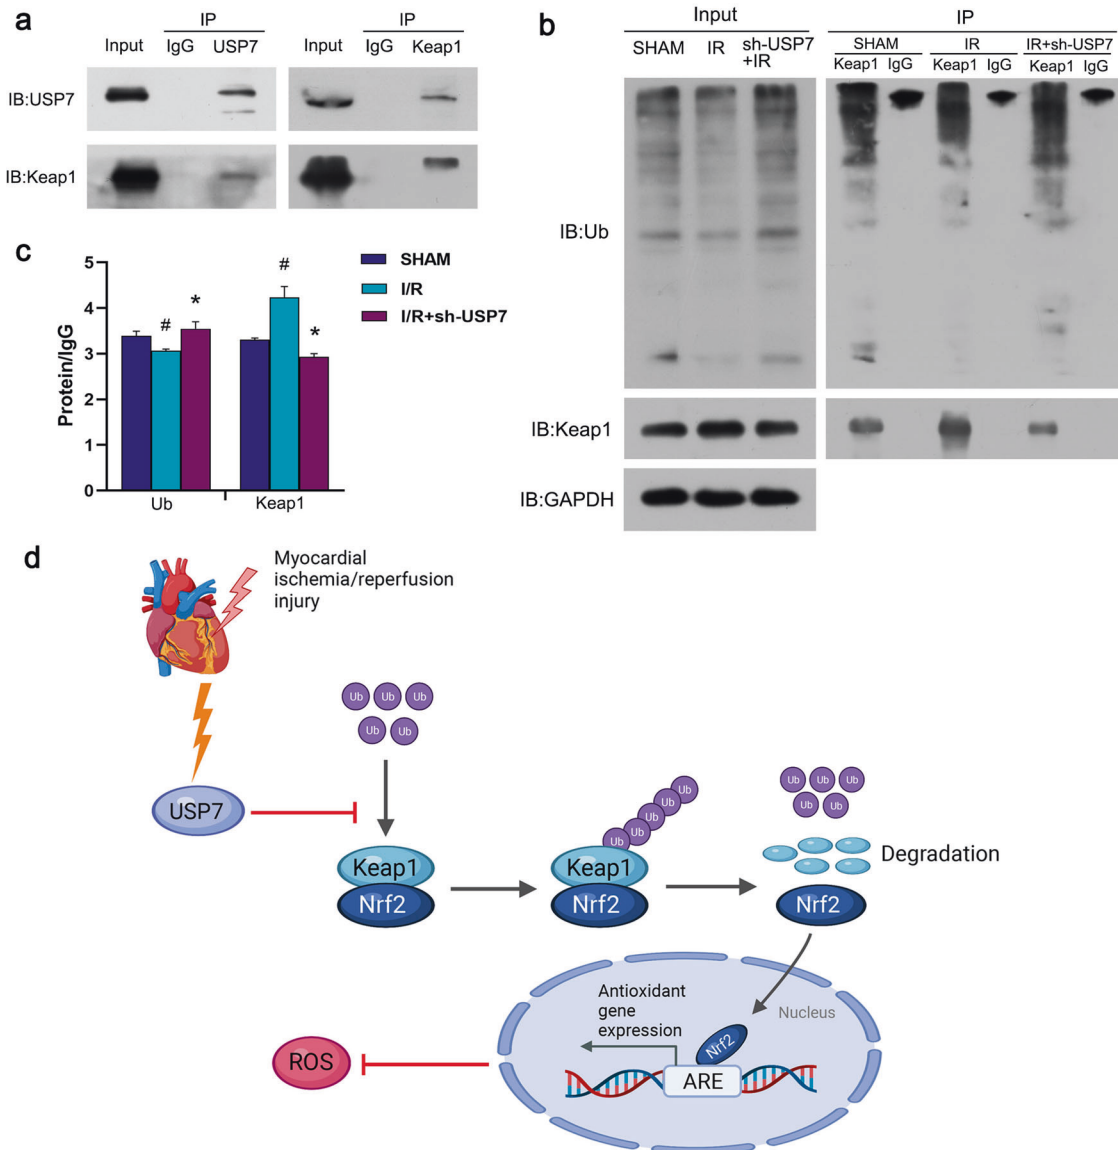 a
IP
IP
Input IgG USP7
Input IgG Keap1
IB:USP7
IB:Keap1
b
Input
IP
SHAM IR sh-USP7
+IR
SHAM IR IR+sh-USP7
Keap1 IgG Keap1 IgG Keap1 IgG
IB:Ub
IB:Keap1
IB:GAPDH
c
Protein/IgG
5
4
3
2
1
0
# * # *
Ub Keap1
SHAM
I/R
I/R+sh-USP7
d
Myocardial
ischemia/reperfusion
injury
Ub Ub Ub
Ub Ub
USP7
Keap1
Nrf2
Ub
Ub
Ub
Ub
Ub
Keap1
Nrf2
Ub Ub Ub
Ub Ub
Degradation
Nrf2
Antioxidant
gene
expression
Nucleus
Nrf2
ARE
ROS